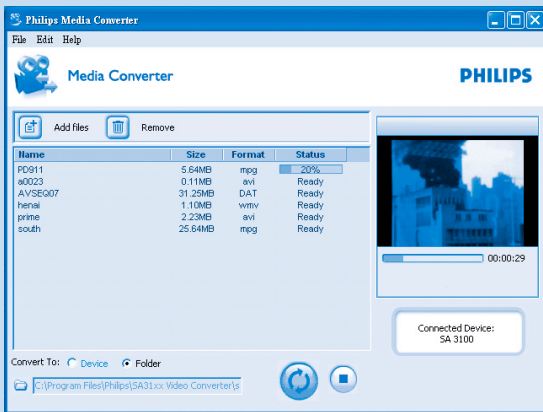 Philips Media Converter
File Edit Help
Media Converter
PHILIPS
Add files Remove
Name Size Format Status
PD911 5.64MB mpg 20%
a0023 0.11MB avi Ready
AVSEQ07 31.25MB DAT Ready
henai 1.10MB wmv Ready
prime 2.23MB avi Ready
south 25.64MB mpg Ready
00:00:29
Connected Device:
SA 3100
Convert To: Device Folder
C:\Program Files\Philips\SA31xx Video Converter\s